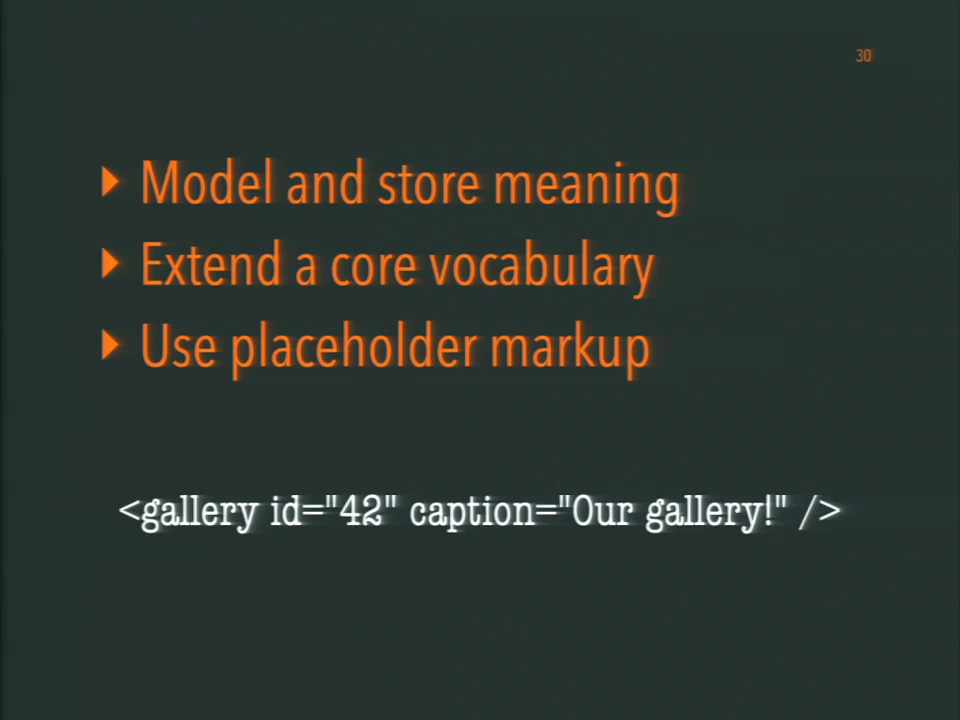 30
Model and store meaning
Extend a core vocabulary
Use placeholder markup
<gallery id="42" caption="Our gallery!" />